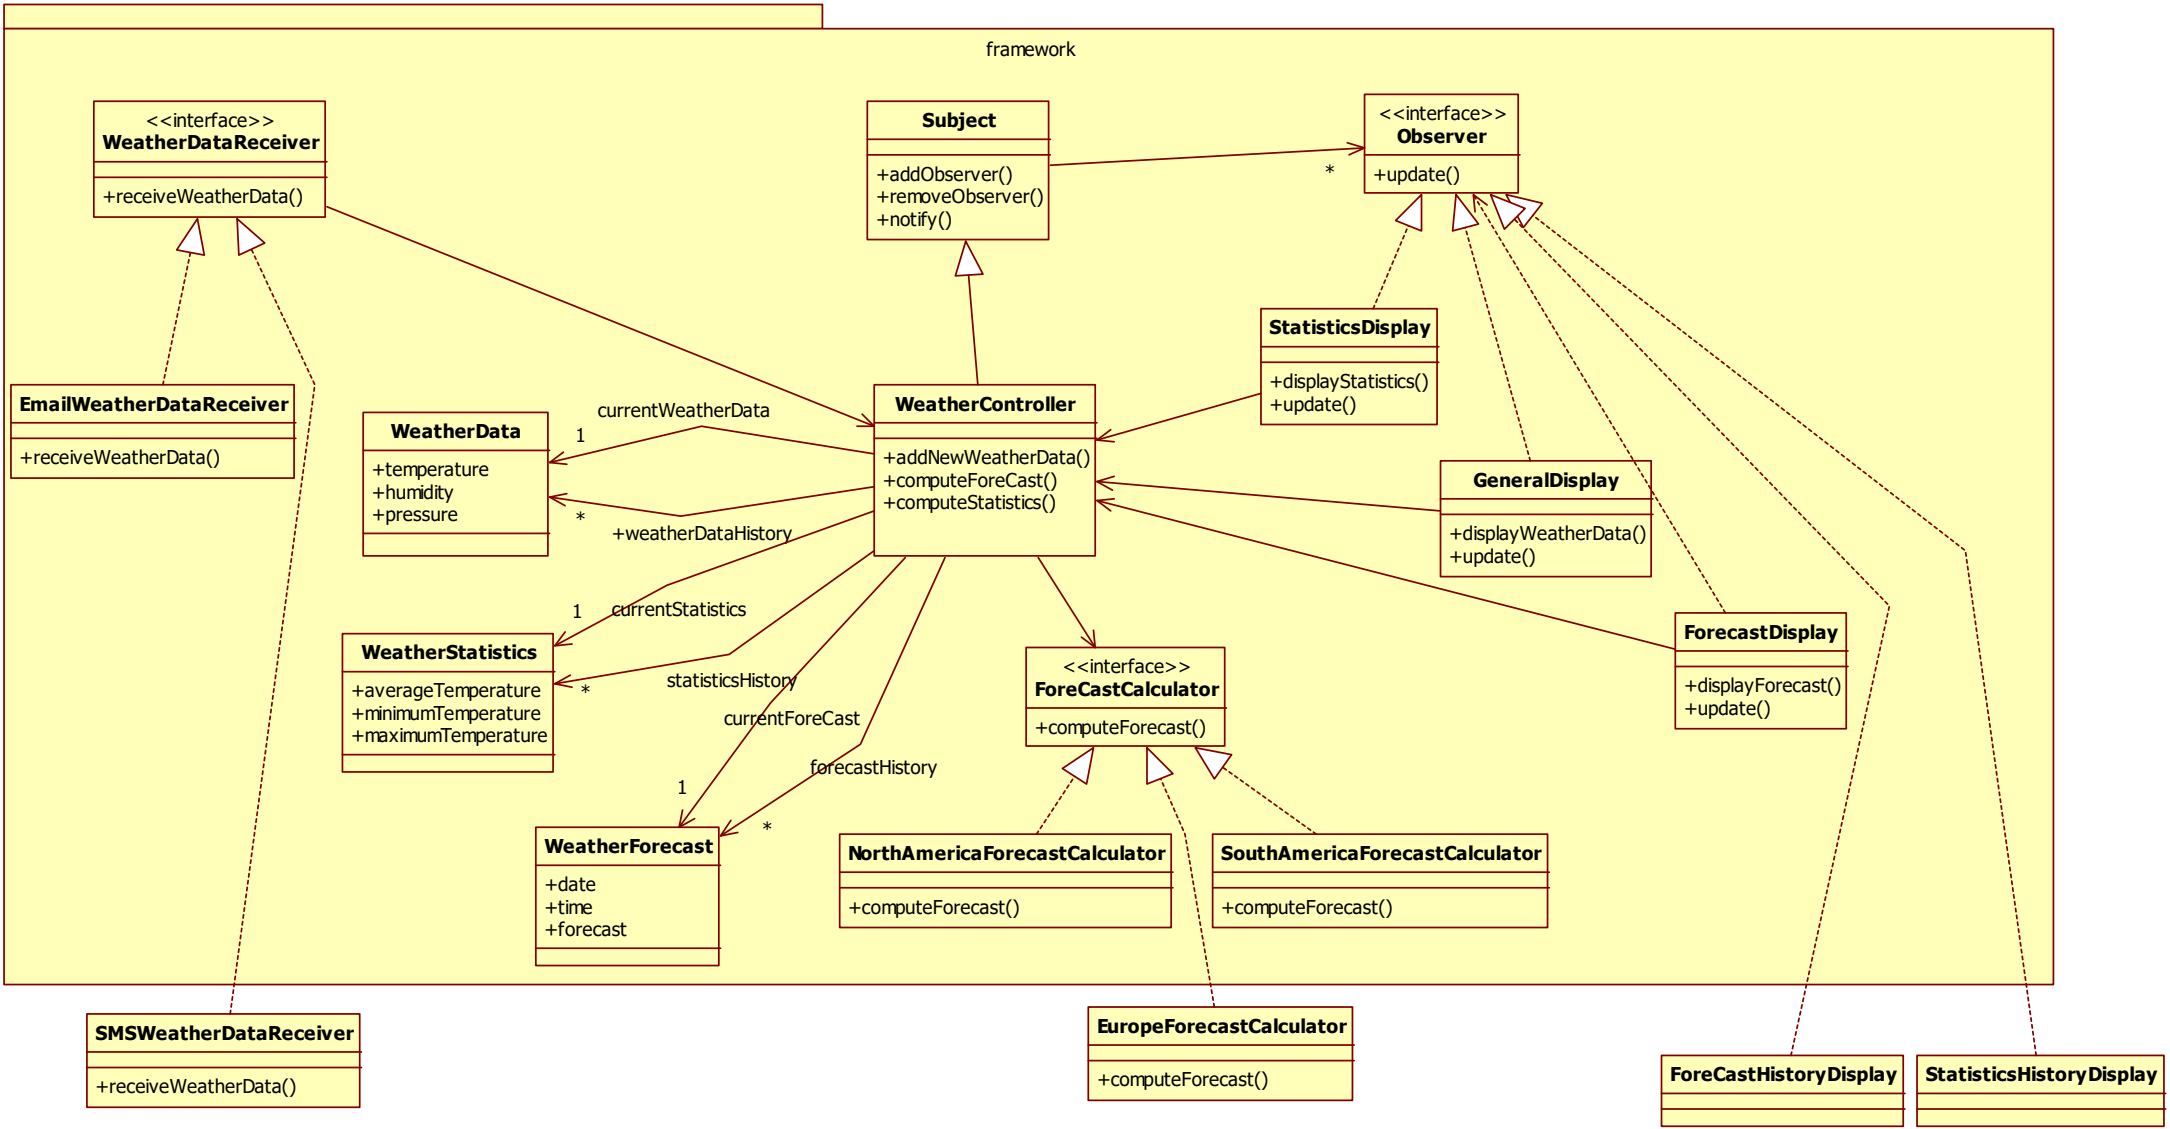 framework
<<interface>>
WeatherDataReceiver
+receiveWeatherData()
Subject
+addObserver()
+removeObserver()
+notify()
<<interface>>
Observer
+update()
*
StatisticsDisplay
+displayStatistics()
+update()
EmailWeatherDataReceiver
+receiveWeatherData()
WeatherData
+temperature
+humidity
+pressure
currentWeatherData
1
*
+weatherDataHistory
WeatherController
+addNewWeatherData()
+computeForeCast()
+computeStatistics()
GeneralDisplay
+displayWeatherData()
+update()
1
currentStatistics
WeatherStatistics
+averageTemperature
+minimumTemperature
+maximumTemperature
*
statisticsHistory
currentForeCast
<<interface>>
ForeCastCalculator
+computeForecast()
ForecastDisplay
+displayForecast()
+update()
forecastHistory
1
*
WeatherForecast
+date
+time
+forecast
NorthAmericaForecastCalculator
+computeForecast()
SouthAmericaForecastCalculator
+computeForecast()
SMSWeatherDataReceiver
+receiveWeatherData()
EuropeForecastCalculator
+computeForecast()
ForeCastHistoryDisplay
StatisticsHistoryDisplay